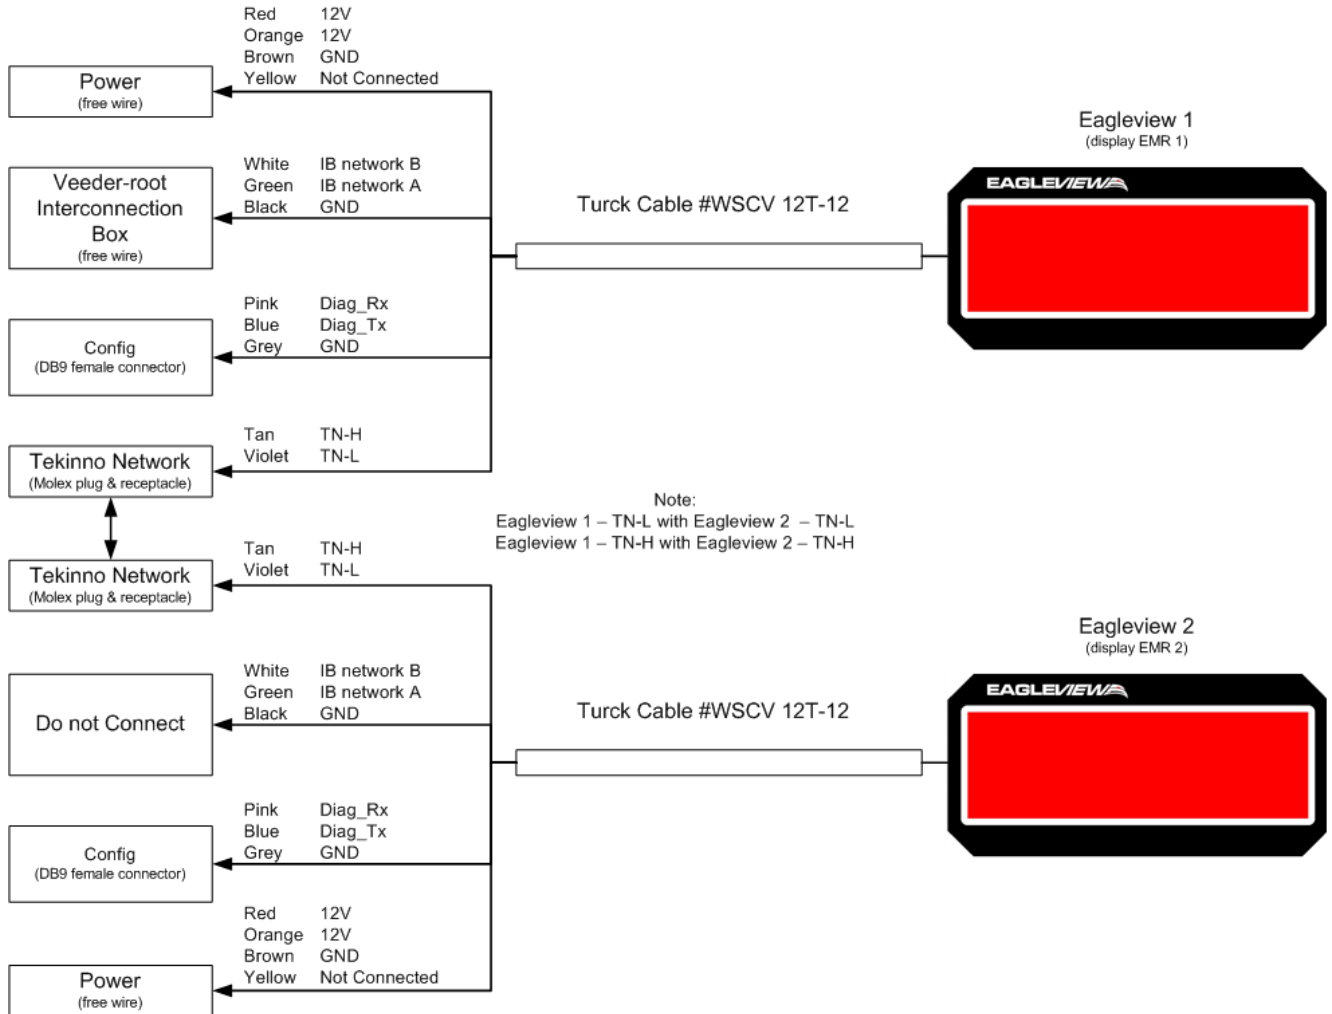 Red 12V
Orange 12V
Brown GND
Yellow Not Connected
Power
(free wire)
Eagleview 1
(display EMR 1)
EAGLEVIEW
White IB network B
Green IB network A
Black GND
Veeder-root
Interconnection
Box
(free wire)
Turck Cable #WSCV 12T-12
Pink Diag_Rx
Blue Diag_Tx
Grey GND
Config
(DB9 female connector)
Tan TN-H
Violet TN-L
Tekinno Network
(Molex plug & receptacle)
Note:
Eagleview 1 – TN-L with Eagleview 2 – TN-L
Eagleview 1 – TN-H with Eagleview 2 – TN-H
Tan TN-H
Violet TN-L
Tekinno Network
(Molex plug & receptacle)
Eagleview 2
(display EMR 2)
EAGLEVIEW
White IB network B
Green IB network A
Black GND
Do not Connect
Turck Cable #WSCV 12T-12
Pink Diag_Rx
Blue Diag_Tx
Grey GND
Config
(DB9 female connector)
Red 12V
Orange 12V
Brown GND
Yellow Not Connected
Power
(free wire)